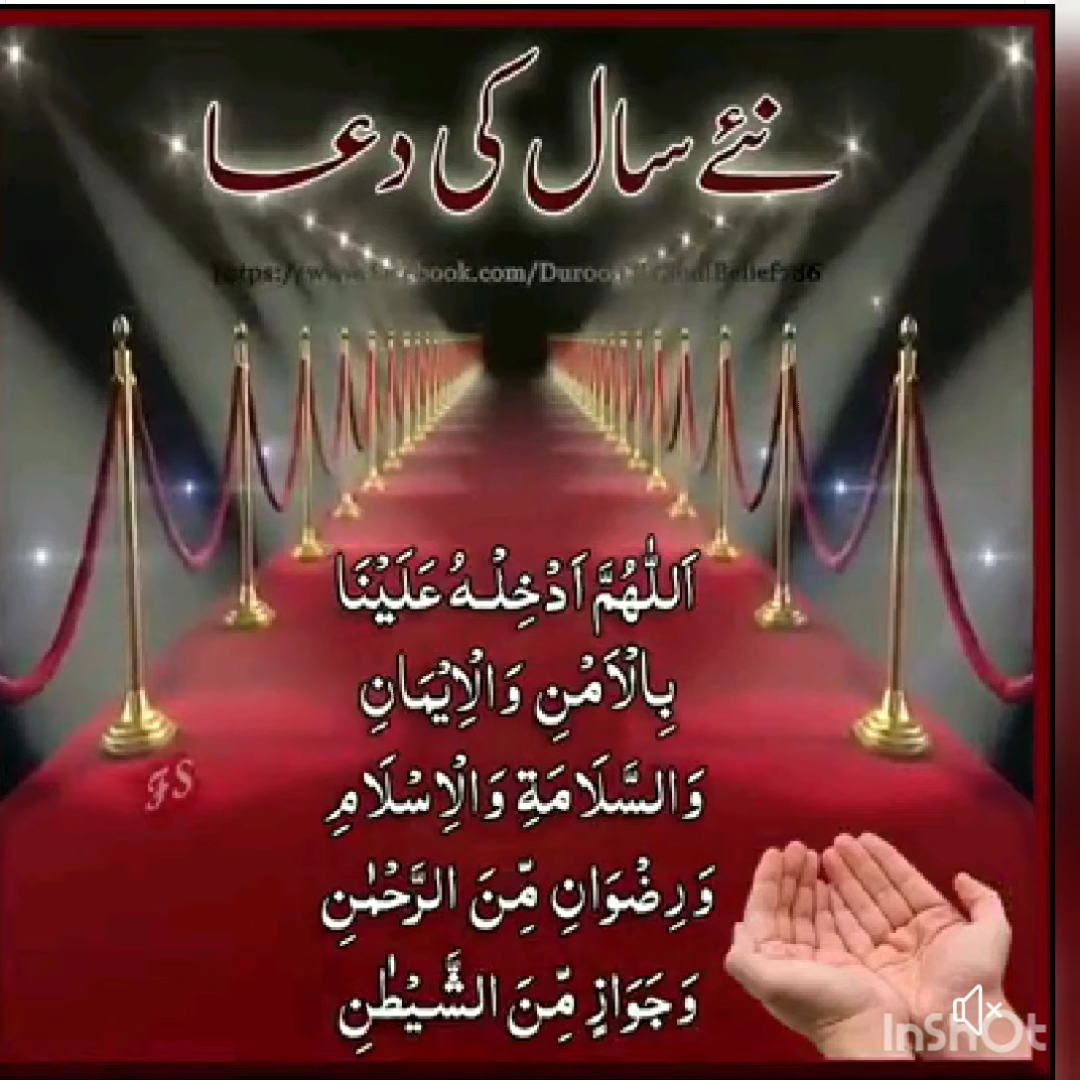 نئے سال کی دعا
اَللّٰهُمَّ اَدْخِلْهُ عَلَيْنَا
بِالْاَمْنِ وَالْاِيْمَانِ
وَالسَّلَامَةِ وَالْاِسْلَامِ
وَرِضْوَانٍ مِّنَ الرَّحْمٰنِ
وَجَوَازٍ مِّنَ الشَّيْطٰنِ
FS
InShOt